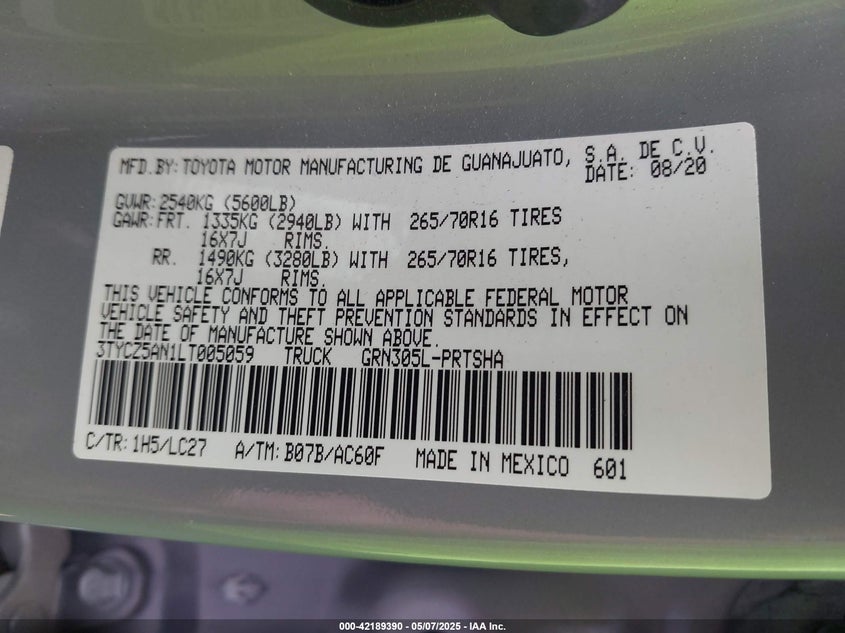 MFD.BY:TOYOTA MOTOR MANUFACTURING DE GUANAJUATO, S.A. DE C.V.
DATE: 08/20
GVWR:2540KG (5600LB)
GAWR:FRT. 1335KG (2940LB) WITH 265/70R16 TIRES
16X7J RIMS.
RR. 1490KG (3280LB) WITH 265/70R16 TIRES,
16X7J RIMS.
THIS VEHICLE CONFORMS TO ALL APPLICABLE FEDERAL MOTOR
VEHICLE SAFETY AND THEFT PREVENTION STANDARDS IN EFFECT ON
THE DATE OF MANUFACTURE SHOWN ABOVE.
3TYCZ5AN1LT005059 TRUCK GRN305L-PRTSHA
C/TR:1H5/LC27 A/TM:B07B/AC60F MADE IN MEXICO 601
000-42189390 - 05/07/2025 - IAA Inc.